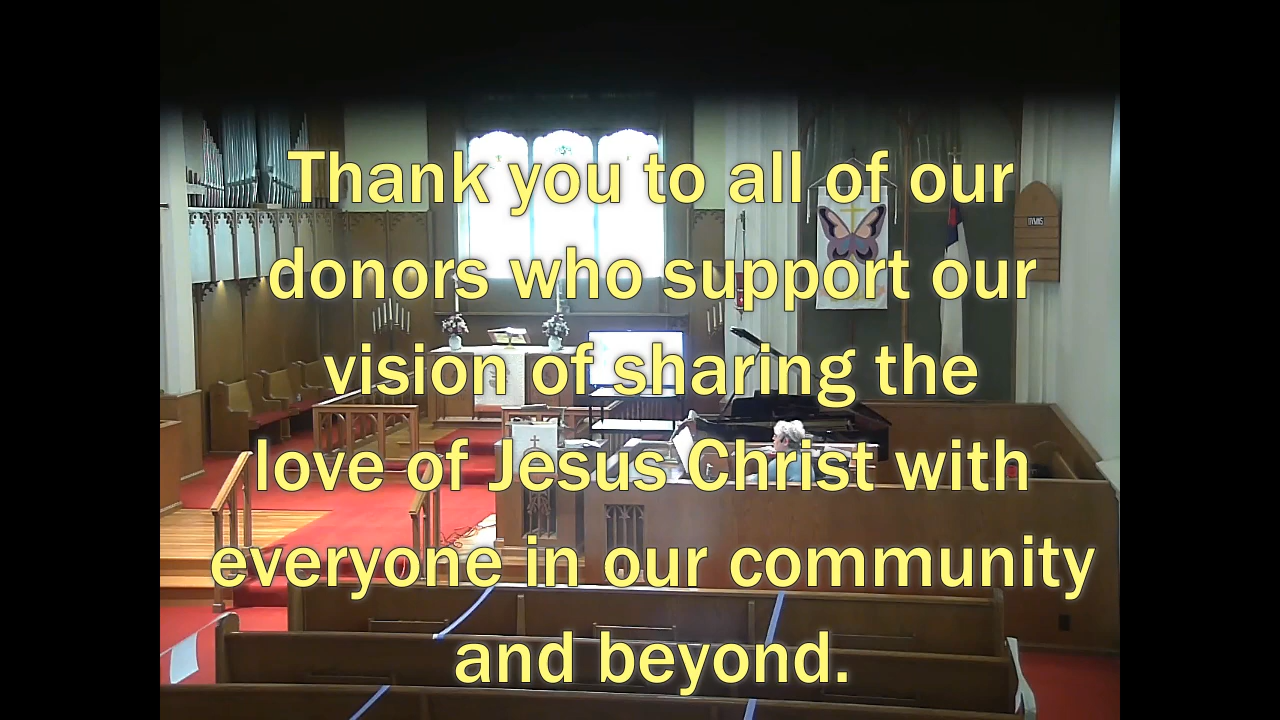 Thank you to all of our
donors who support our
vision of sharing the
love of Jesus Christ with
everyone in our community
and beyond.
HYMNS